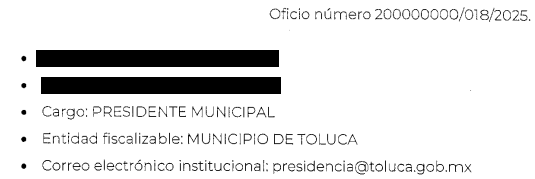 Oficio número 200000000/018/2025.
• Cargo: PRESIDENTE MUNICIPAL
• Entidad fiscalizable: MUNICIPIO DE TOLUCA
• Correo electrónico institucional: presidencia@toluca.gob.mx